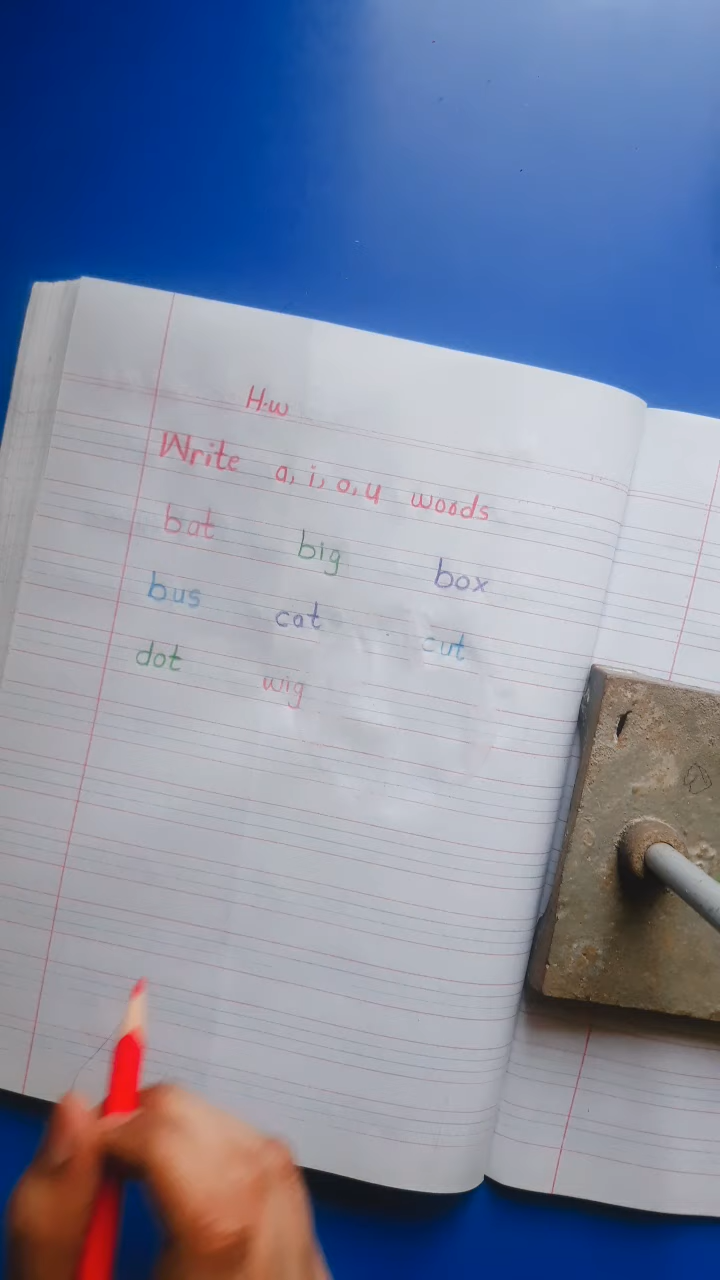 H.w
Write a, i, o, u woods
bat big box
bus cat cut
dot wig